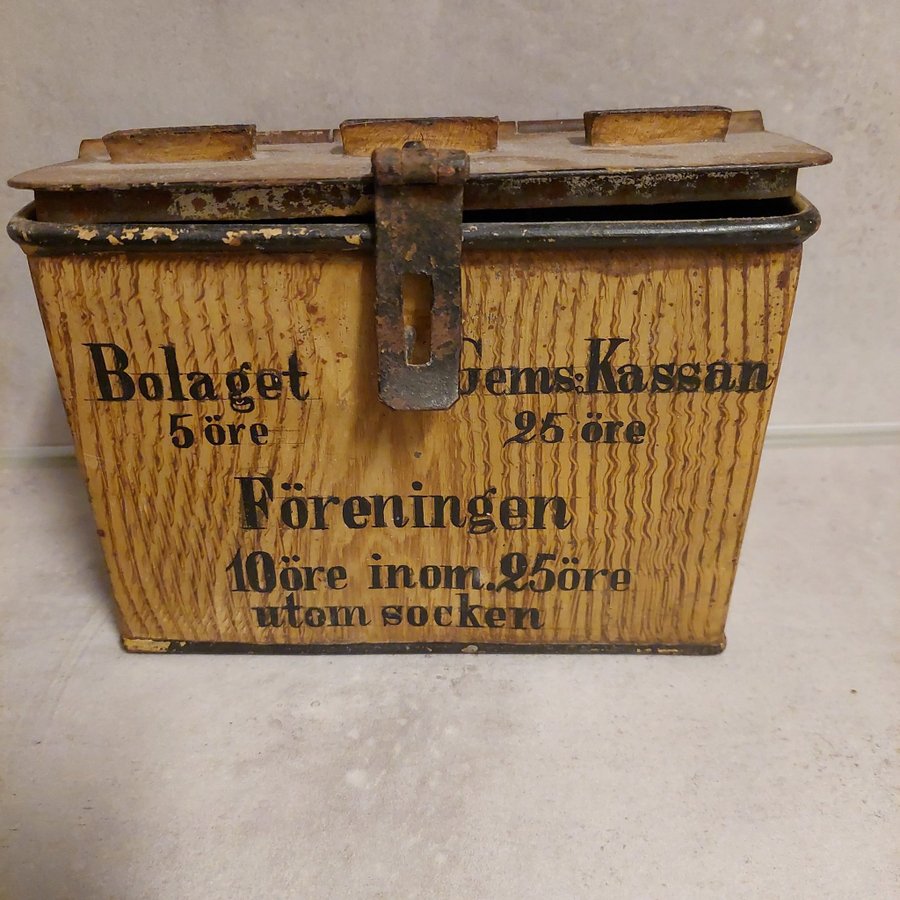 Bolaget Gems:Kassan
5 öre 25 öre
Föreningen
10öre inom. 25öre
utom socken